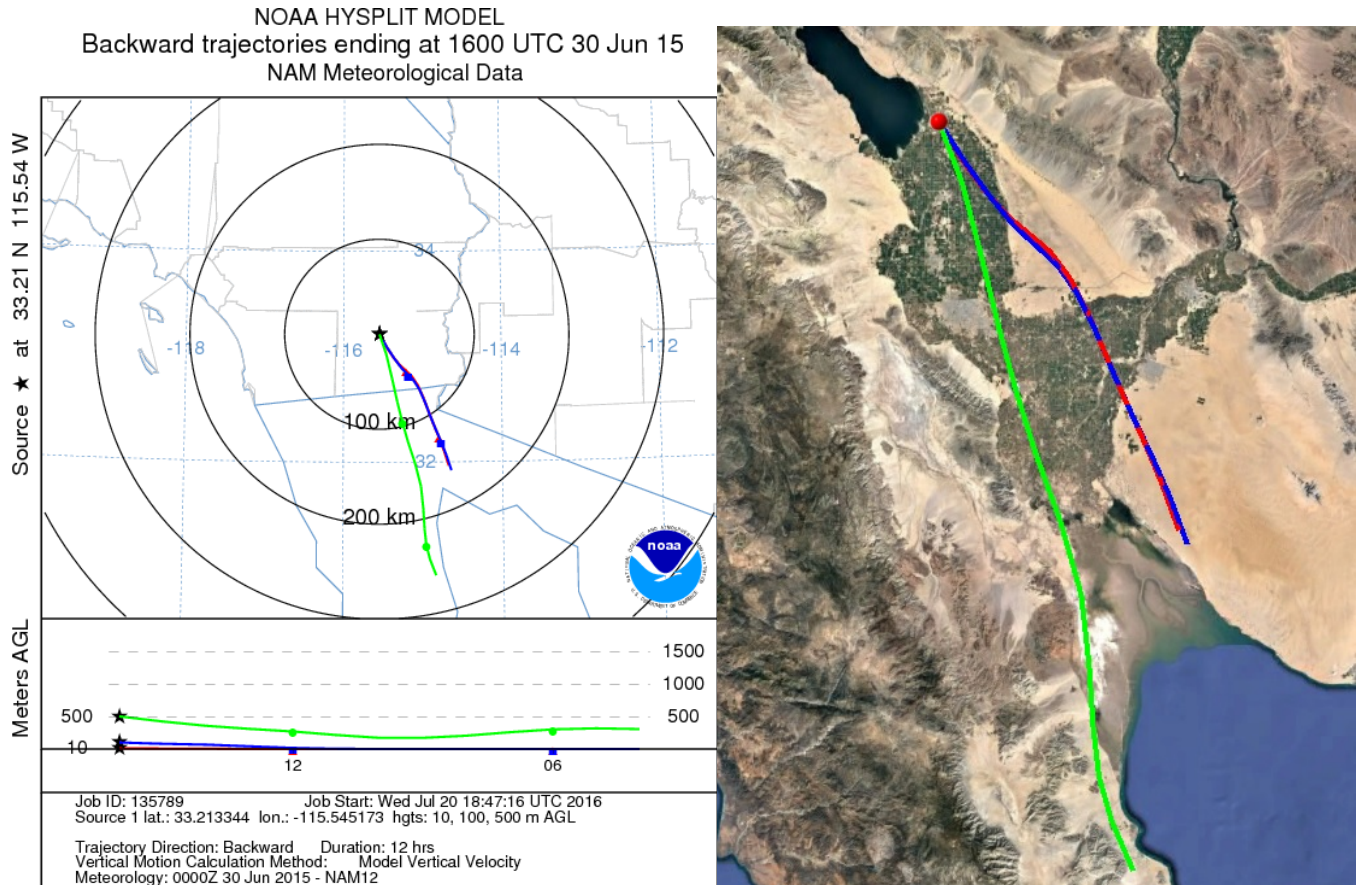 NOAA HYSPLIT MODEL
Backward trajectories ending at 1600 UTC 30 Jun 15
NAM Meteorological Data
Source ★ at 33.21 N 115.54 W
34
-118
-116
-114
-112
100 km
32
200 km
noaa
Meters AGL
1500
1000
500
500
10
12
06
Job ID: 135789 Job Start: Wed Jul 20 18:47:16 UTC 2016
Source 1 lat.: 33.213344 lon.: -115.545173 hgts: 10, 100, 500 m AGL
Trajectory Direction: Backward Duration: 12 hrs
Vertical Motion Calculation Method: Model Vertical Velocity
Meteorology: 0000Z 30 Jun 2015 - NAM12